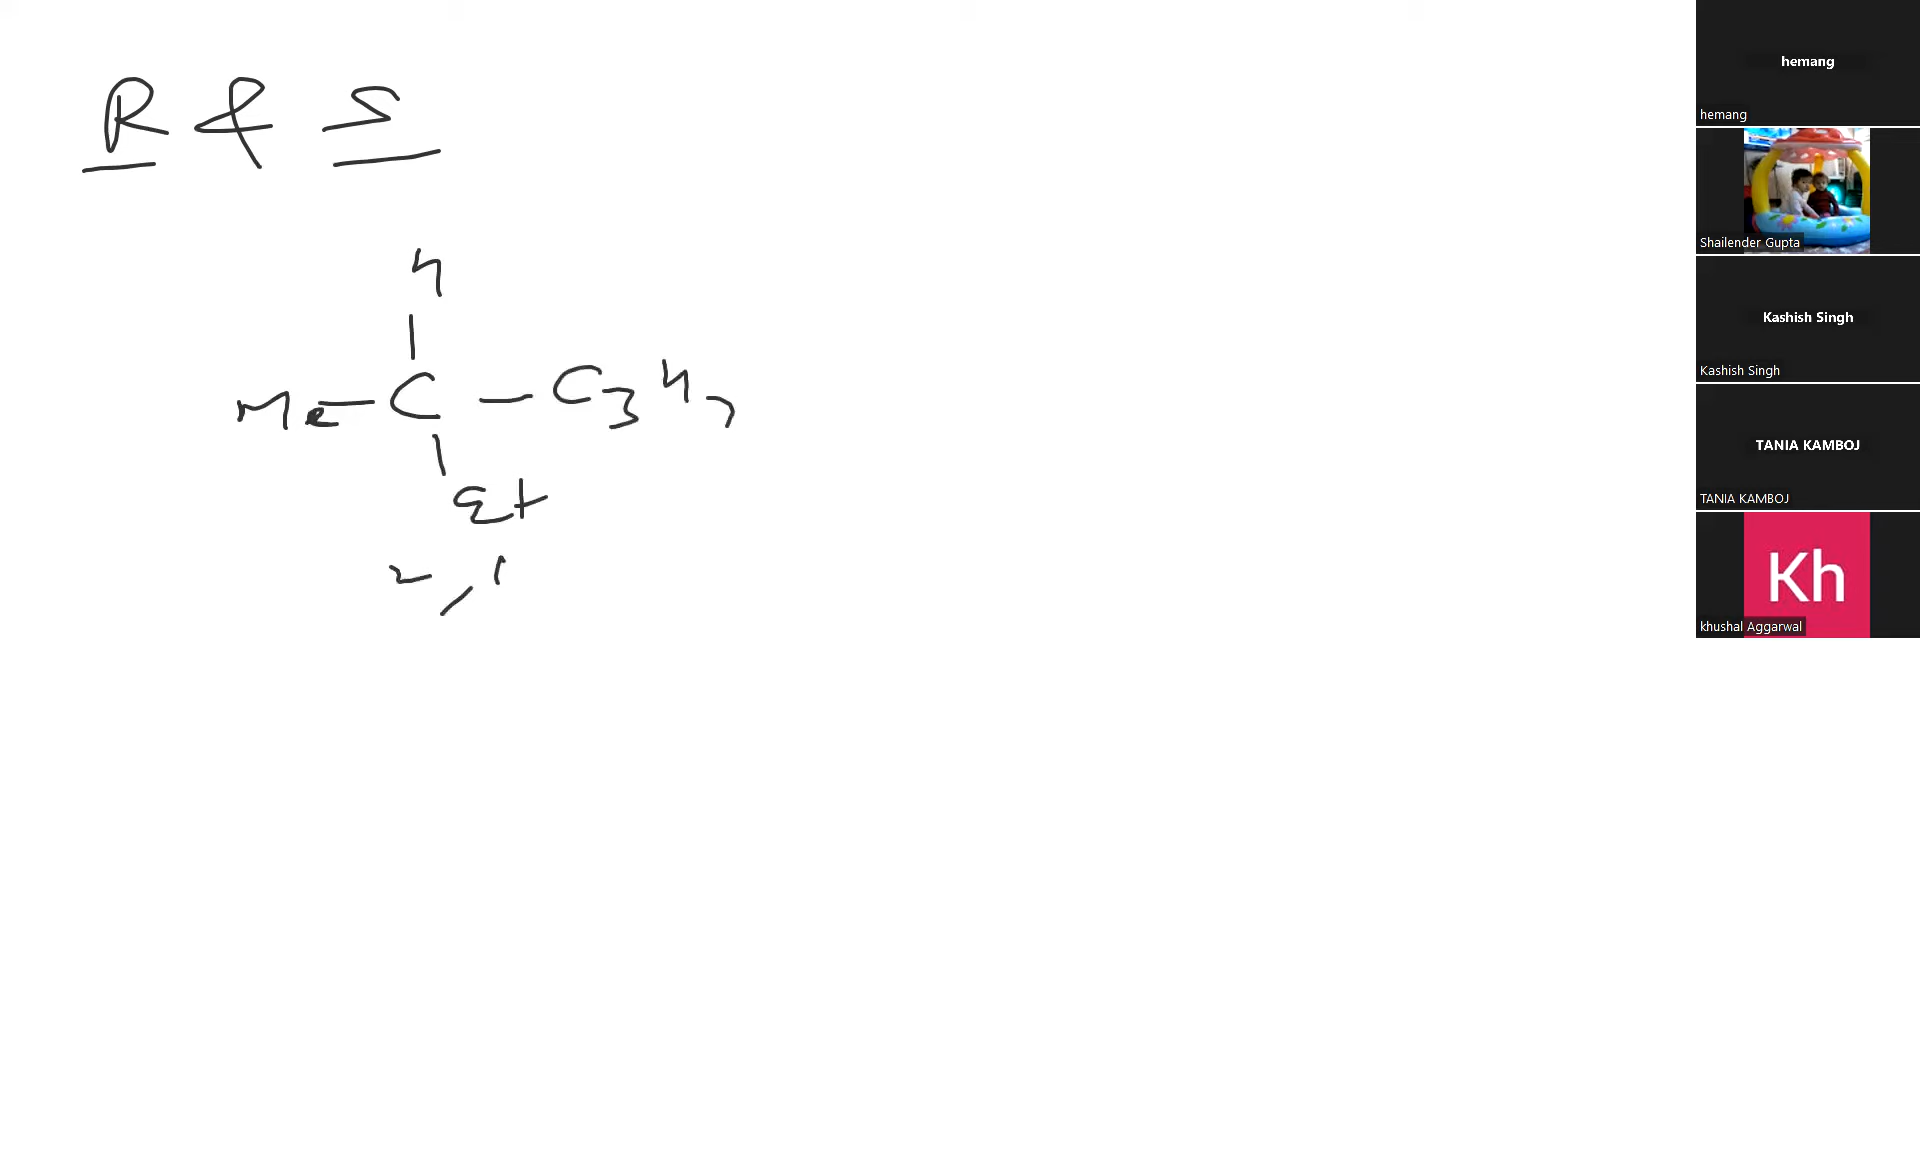 R & S
H
Me - C - C3H7
Et
2, 1
hemang
hemang
Shailender Gupta
Kashish Singh
Kashish Singh
TANIA KAMBOJ
TANIA KAMBOJ
Kh
khushal Aggarwal